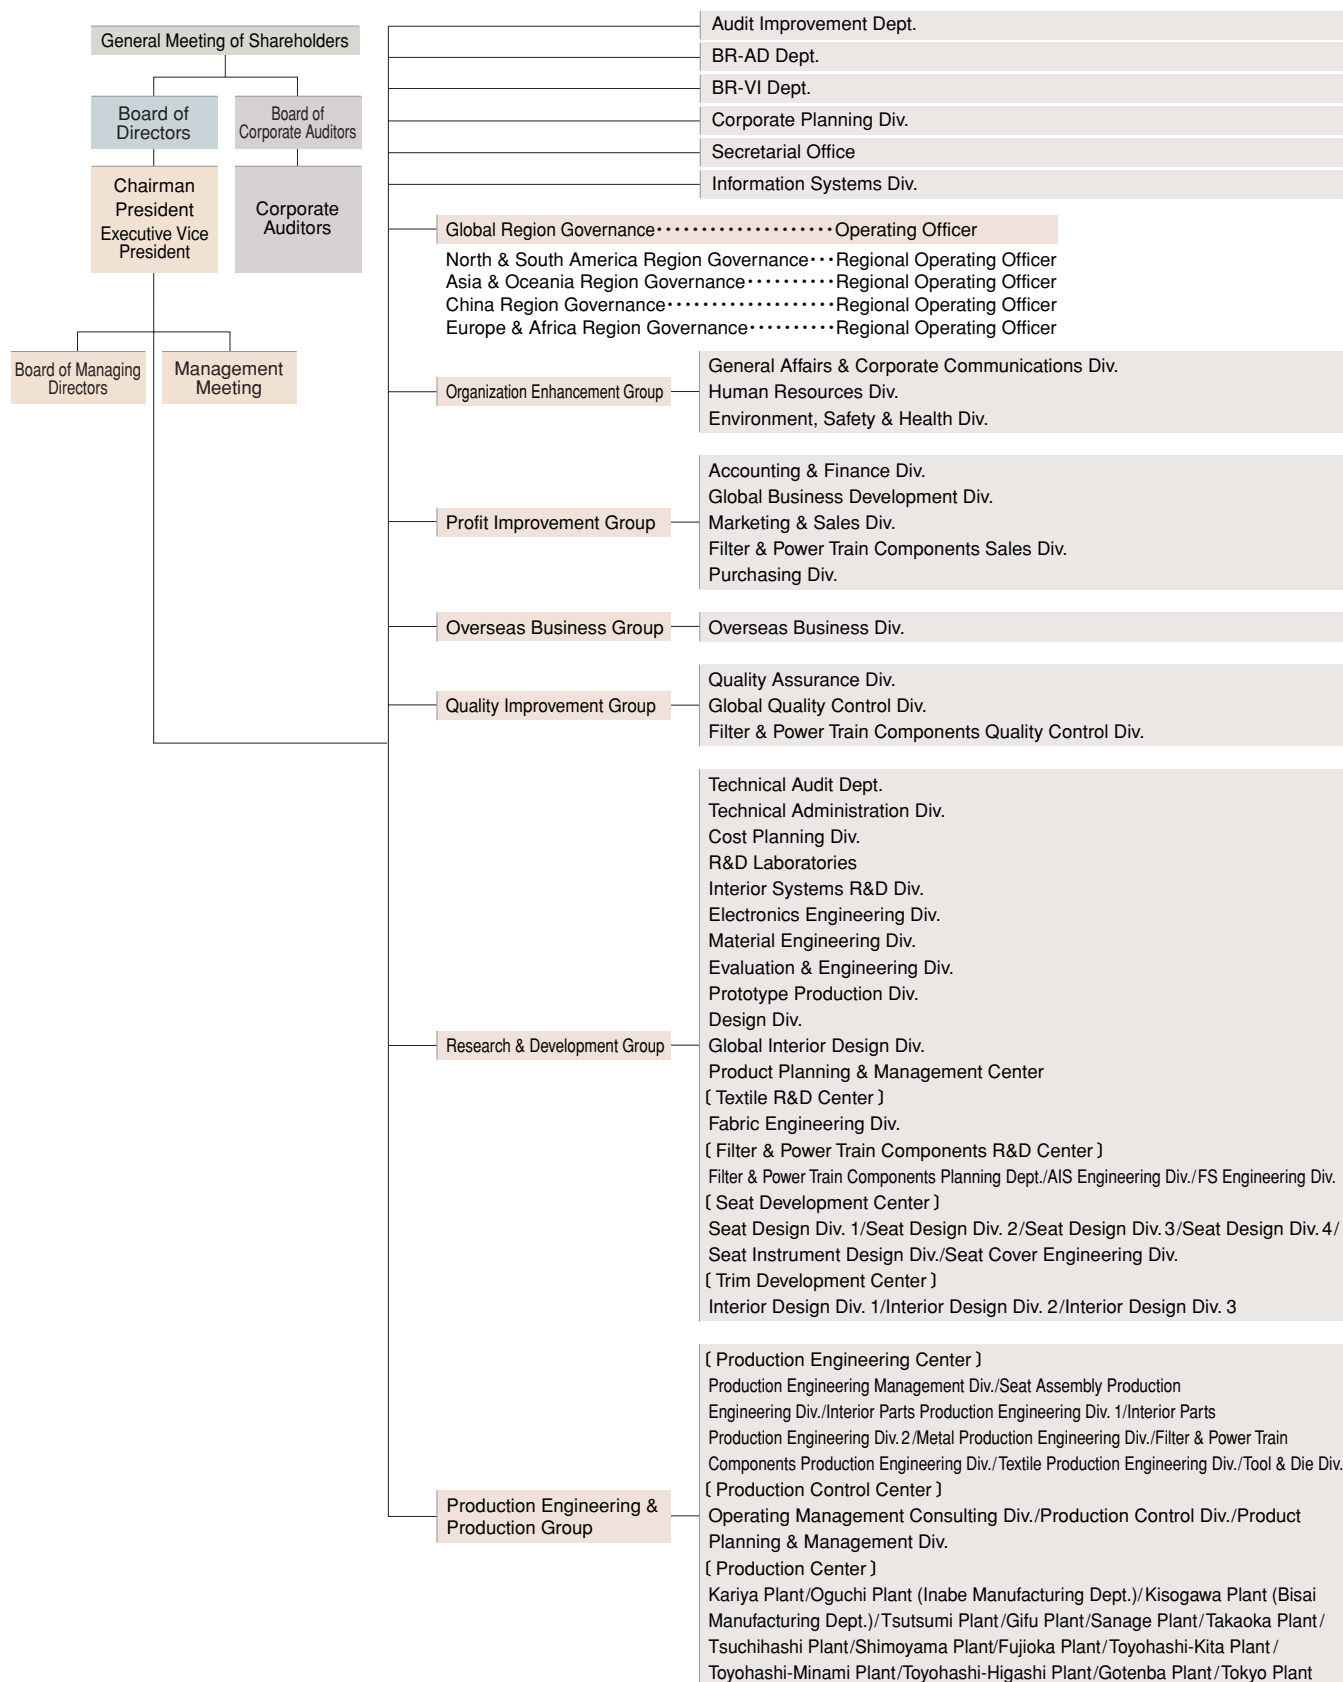 General Meeting of Shareholders
Board of
Directors
Board of
Corporate Auditors
Chairman
President
Executive Vice
President
Corporate
Auditors
Board of Managing
Directors
Management
Meeting
Audit Improvement Dept.
BR-AD Dept.
BR-VI Dept.
Corporate Planning Div.
Secretarial Office
Information Systems Div.
Global Region Governance････････････････････Operating Officer
North & South America Region Governance･･･Regional Operating Officer
Asia & Oceania Region Governance･･････････Regional Operating Officer
China Region Governance･･･････････････････Regional Operating Officer
Europe & Africa Region Governance･･････････Regional Operating Officer
Organization Enhancement Group
General Affairs & Corporate Communications Div.
Human Resources Div.
Environment, Safety & Health Div.
Profit Improvement Group
Accounting & Finance Div.
Global Business Development Div.
Marketing & Sales Div.
Filter & Power Train Components Sales Div.
Purchasing Div.
Overseas Business Group
Overseas Business Div.
Quality Improvement Group
Quality Assurance Div.
Global Quality Control Div.
Filter & Power Train Components Quality Control Div.
Research & Development Group
Technical Audit Dept.
Technical Administration Div.
Cost Planning Div.
R&D Laboratories
Interior Systems R&D Div.
Electronics Engineering Div.
Material Engineering Div.
Evaluation & Engineering Div.
Prototype Production Div.
Design Div.
Global Interior Design Div.
Product Planning & Management Center
〔Textile R&D Center〕
Fabric Engineering Div.
〔Filter & Power Train Components R&D Center〕
Filter & Power Train Components Planning Dept./AIS Engineering Div./FS Engineering Div.
〔Seat Development Center〕
Seat Design Div. 1/Seat Design Div. 2/Seat Design Div. 3/Seat Design Div. 4/
Seat Instrument Design Div./Seat Cover Engineering Div.
〔Trim Development Center〕
Interior Design Div. 1/Interior Design Div. 2/Interior Design Div. 3
Production Engineering &
Production Group
〔Production Engineering Center〕
Production Engineering Management Div./Seat Assembly Production
Engineering Div./Interior Parts Production Engineering Div. 1/Interior Parts
Production Engineering Div. 2/Metal Production Engineering Div./Filter & Power Train
Components Production Engineering Div./Textile Production Engineering Div./Tool & Die Div.
〔Production Control Center〕
Operating Management Consulting Div./Production Control Div./Product
Planning & Management Div.
〔Production Center〕
Kariya Plant/Oguchi Plant (Inabe Manufacturing Dept.)/Kisogawa Plant (Bisai
Manufacturing Dept.)/Tsutsumi Plant/Gifu Plant/Sanage Plant/Takaoka Plant/
Tsuchihashi Plant/Shimoyama Plant/Fujioka Plant/Toyohashi-Kita Plant/
Toyohashi-Minami Plant/Toyohashi-Higashi Plant/Gotenba Plant/Tokyo Plant